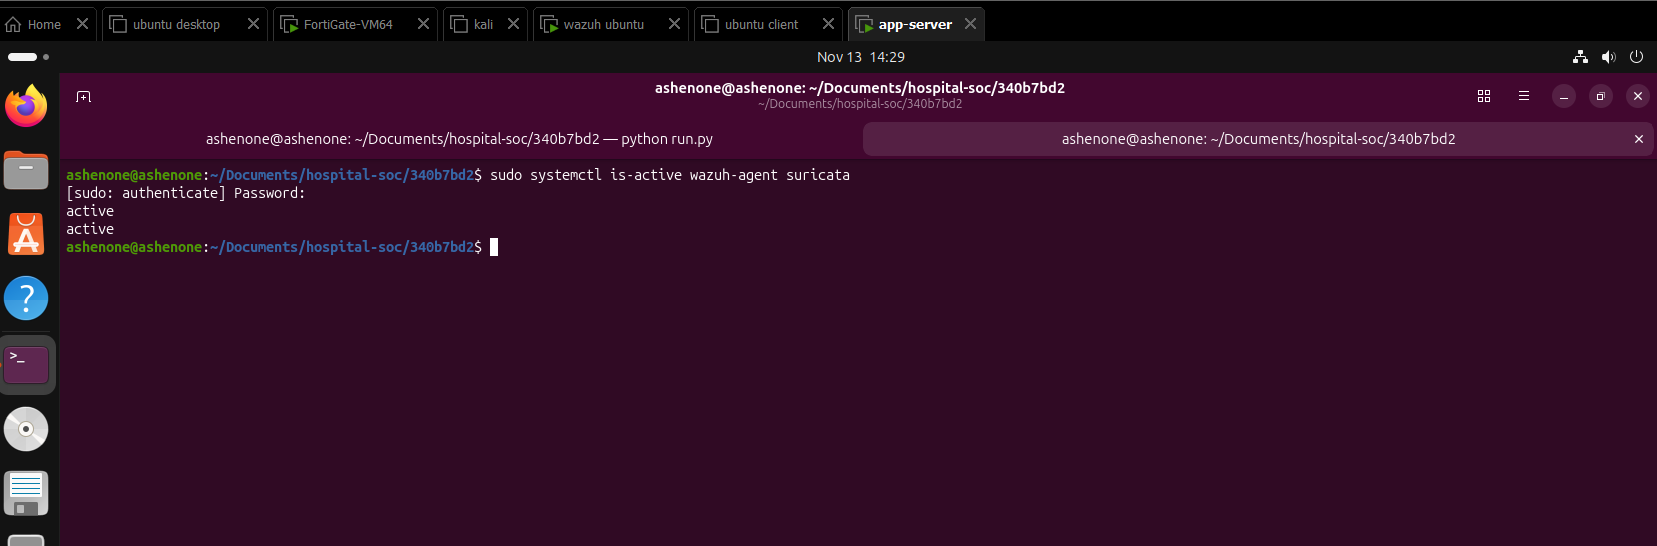 Home
ubuntu desktop
FortiGate-VM64
kali
wazuh ubuntu
ubuntu client
app-server
Nov 13 14:29
ashenone@ashenone: ~/Documents/hospital-soc/340b7bd2
~/Documents/hospital-soc/340b7bd2
ashenone@ashenone: ~/Documents/hospital-soc/340b7bd2 — python run.py
ashenone@ashenone: ~/Documents/hospital-soc/340b7bd2
ashenone@ashenone:~/Documents/hospital-soc/340b7bd2$ sudo systemctl is-active wazuh-agent suricata
[sudo: authenticate] Password:
active
active
ashenone@ashenone:~/Documents/hospital-soc/340b7bd2$